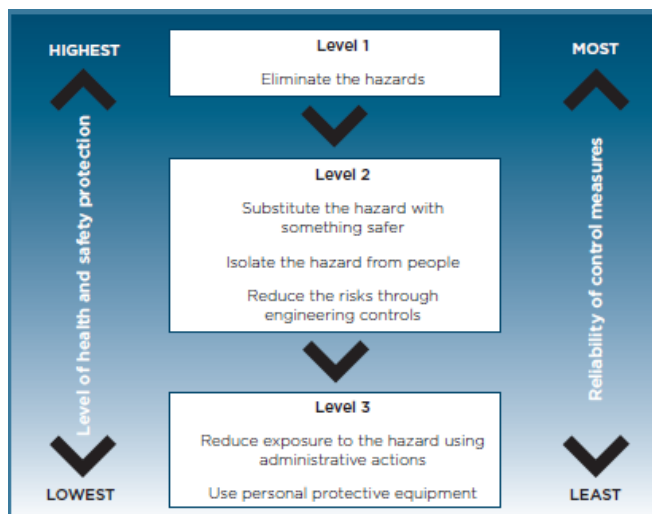 HIGHEST
Level 1
MOST
Eliminate the hazards
Level of health and safety protection
Level 2
Substitute the hazard with
something safer
Isolate the hazard from people
Reduce the risks through
engineering controls
Reliability of control measures
Level 3
Reduce exposure to the hazard using
administrative actions
Use personal protective equipment
LOWEST
LEAST